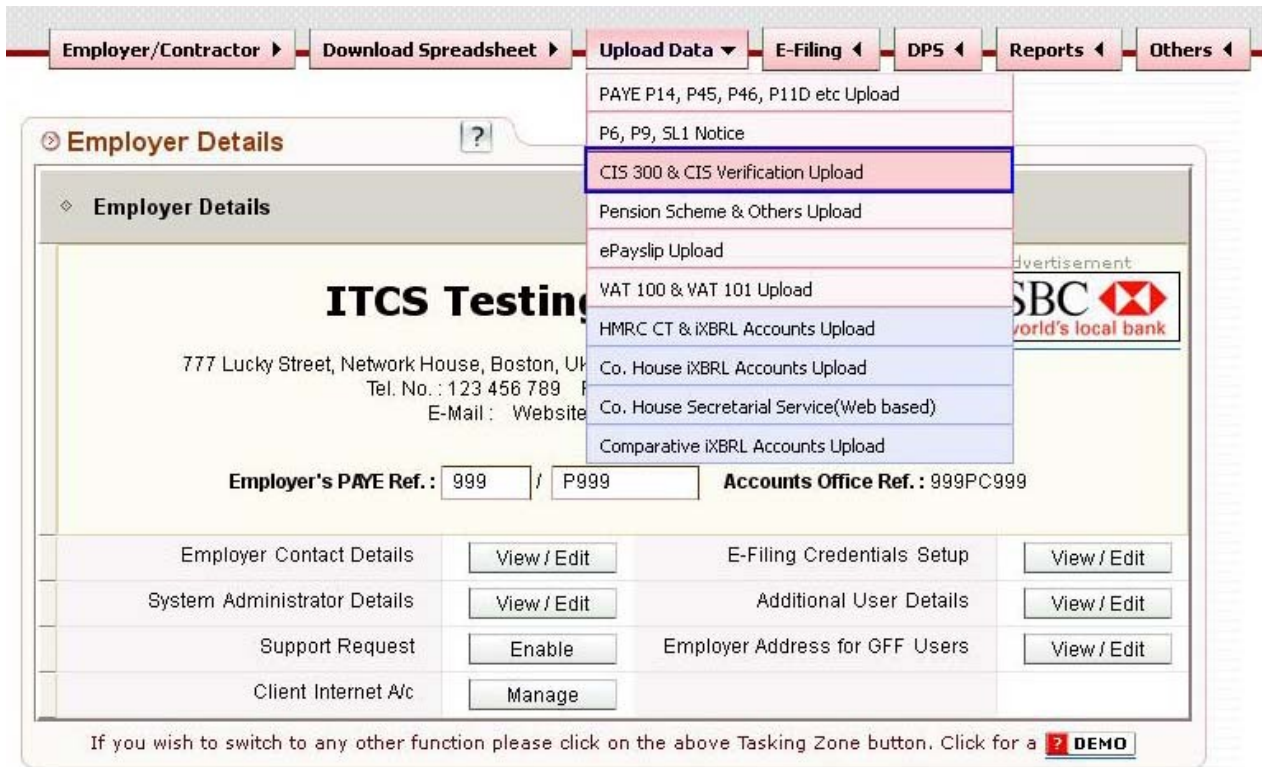 Employer/Contractor Download Spreadsheet Upload Data E-Filing DPS Reports Others
PAYE P14, P45, P46, P11D etc Upload
P6, P9, SL1 Notice
CIS 300 & CIS Verification Upload
Pension Scheme & Others Upload
ePayslip Upload
VAT 100 & VAT 101 Upload
HMRC CT & iXBRL Accounts Upload
Co. House iXBRL Accounts Upload
Co. House Secretarial Service(Web based)
Comparative iXBRL Accounts Upload
Employer Details ?
Employer Details
dvertisement
ITCS Testing
SBC
world's local bank
777 Lucky Street, Network House, Boston, UK
Tel. No. : 123 456 789
E-Mail : Website
Employer's PAYE Ref. : 999 / P999 Accounts Office Ref. : 999PC999
Employer Contact Details View / Edit E-Filing Credentials Setup View / Edit
System Administrator Details View / Edit Additional User Details View / Edit
Support Request Enable Employer Address for GFF Users View / Edit
Client Internet A/c Manage
If you wish to switch to any other function please click on the above Tasking Zone button. Click for a ? DEMO